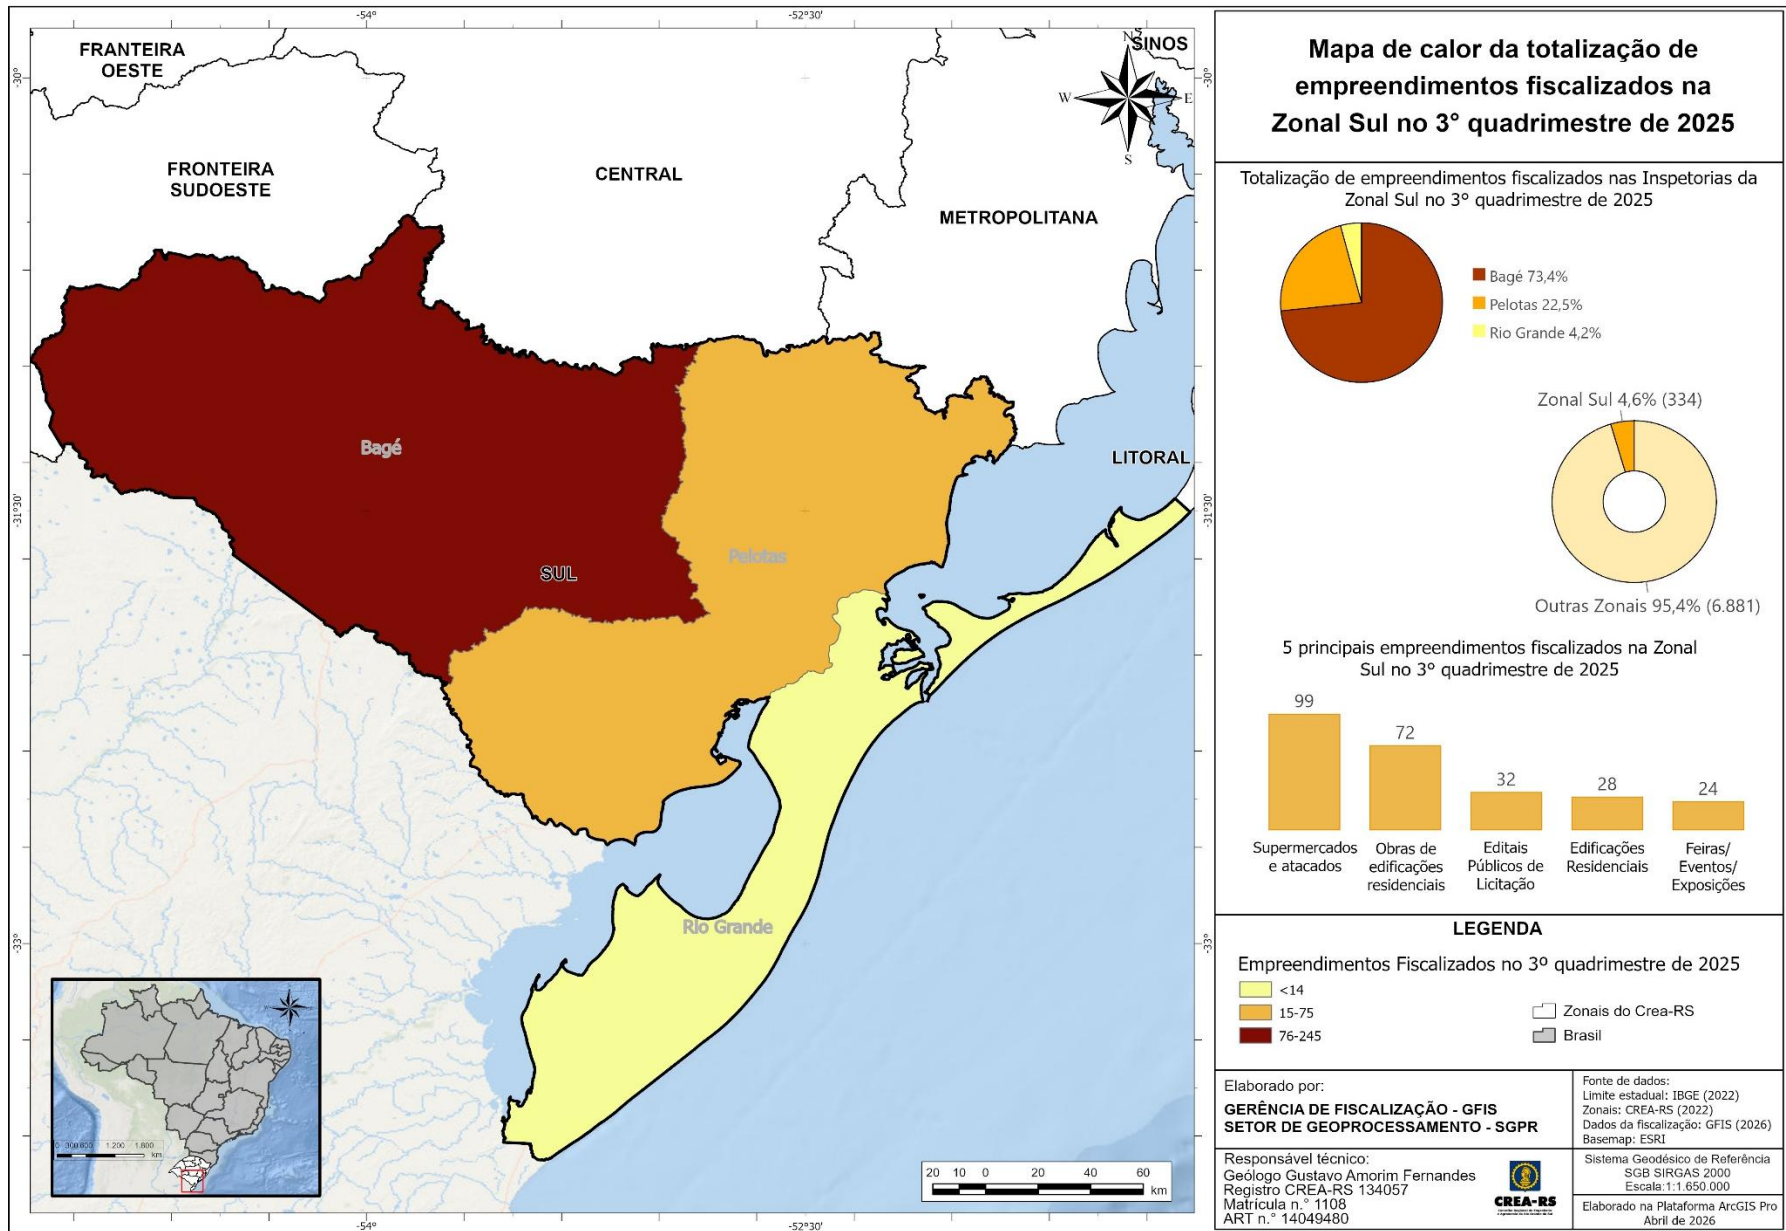 -54°
-52°30'
FRANTEIRA
OESTE
SINOS
N
W
E
S
-30°
-30°
FRONTEIRA
SUDOESTE
CENTRAL
METROPOLITANA
Bagé
LITORAL
-31°30'
-31°30'
Pelotas
SUL
Rio Grande
-33°
-33°
0 300 600 1.200 1.800
km
20 10 0 20 40 60
km
-54°
-52°30'
Mapa de calor da totalização de
empreendimentos fiscalizados na
Zonal Sul no 3° quadrimestre de 2025
Totalização de empreendimentos fiscalizados nas Inspetorias da
Zonal Sul no 3º quadrimestre de 2025
Bagé 73,4%
Pelotas 22,5%
Rio Grande 4,2%
Zonal Sul 4,6% (334)
Outras Zonais 95,4% (6.881)
5 principais empreendimentos fiscalizados na Zonal
Sul no 3º quadrimestre de 2025
99
72
32
28
24
Supermercados
e atacados
Obras de
edificações
residenciais
Editais
Públicos de
Licitação
Edificações
Residenciais
Feiras/
Eventos/
Exposições
LEGENDA
Empreendimentos Fiscalizados no 3º quadrimestre de 2025
<14
15-75
76-245
Zonais do Crea-RS
Brasil
Elaborado por:
GERÊNCIA DE FISCALIZAÇÃO - GFIS
SETOR DE GEOPROCESSAMENTO - SGPR
Fonte de dados:
Limite estadual: IBGE (2022)
Zonais: CREA-RS (2022)
Dados da fiscalização: GFIS (2026)
Basemap: ESRI
Responsável técnico:
Geólogo Gustavo Amorim Fernandes
Registro CREA-RS 134057
Matrícula n.° 1108
ART n.° 14049480
CREA-RS
Sistema Geodésico de Referência
SGB SIRGAS 2000
Escala:1:1.650.000
Elaborado na Plataforma ArcGIS Pro
Abril de 2026